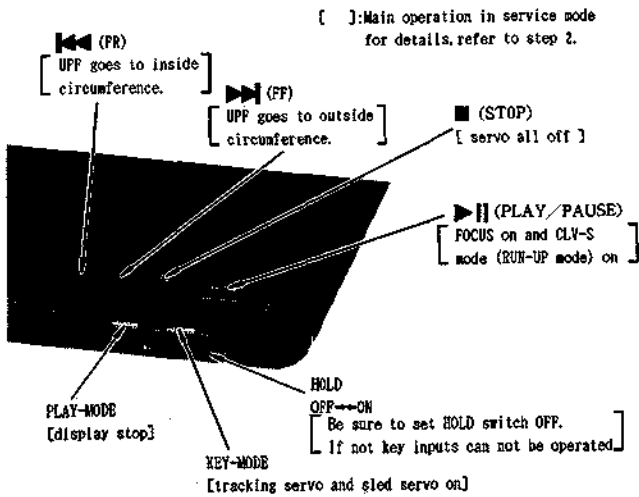 [ ]:Main operation in service mode
for details, refer to step 2.
(FR)
[UPF goes to inside
circumference.]
(FF)
[UPF goes to outside
circumference.]
■ (STOP)
[ servo all off ]
(PLAY/PAUSE)
[FOCUS on and CLV-S
mode (RUN-UP mode) on]
HOLD
OFF↔ON
[Be sure to set HOLD switch OFF.
If not key inputs can not be operated]
PLAY-MODE
[display stop]
KEY-MODE
[tracking servo and sled servo on]